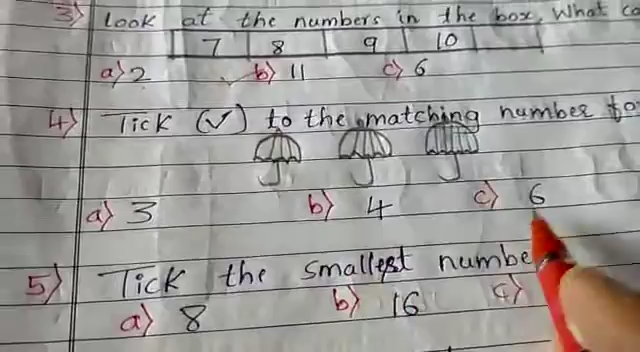 3) Look at the numbers in the box. What
7 8 9 10
a) 2 b) 11 c) 6
4) Tick (√) to the matching number
a) 3 b) 4 c) 6
5) Tick the smallest numbe
a) 8 b) 16 c)